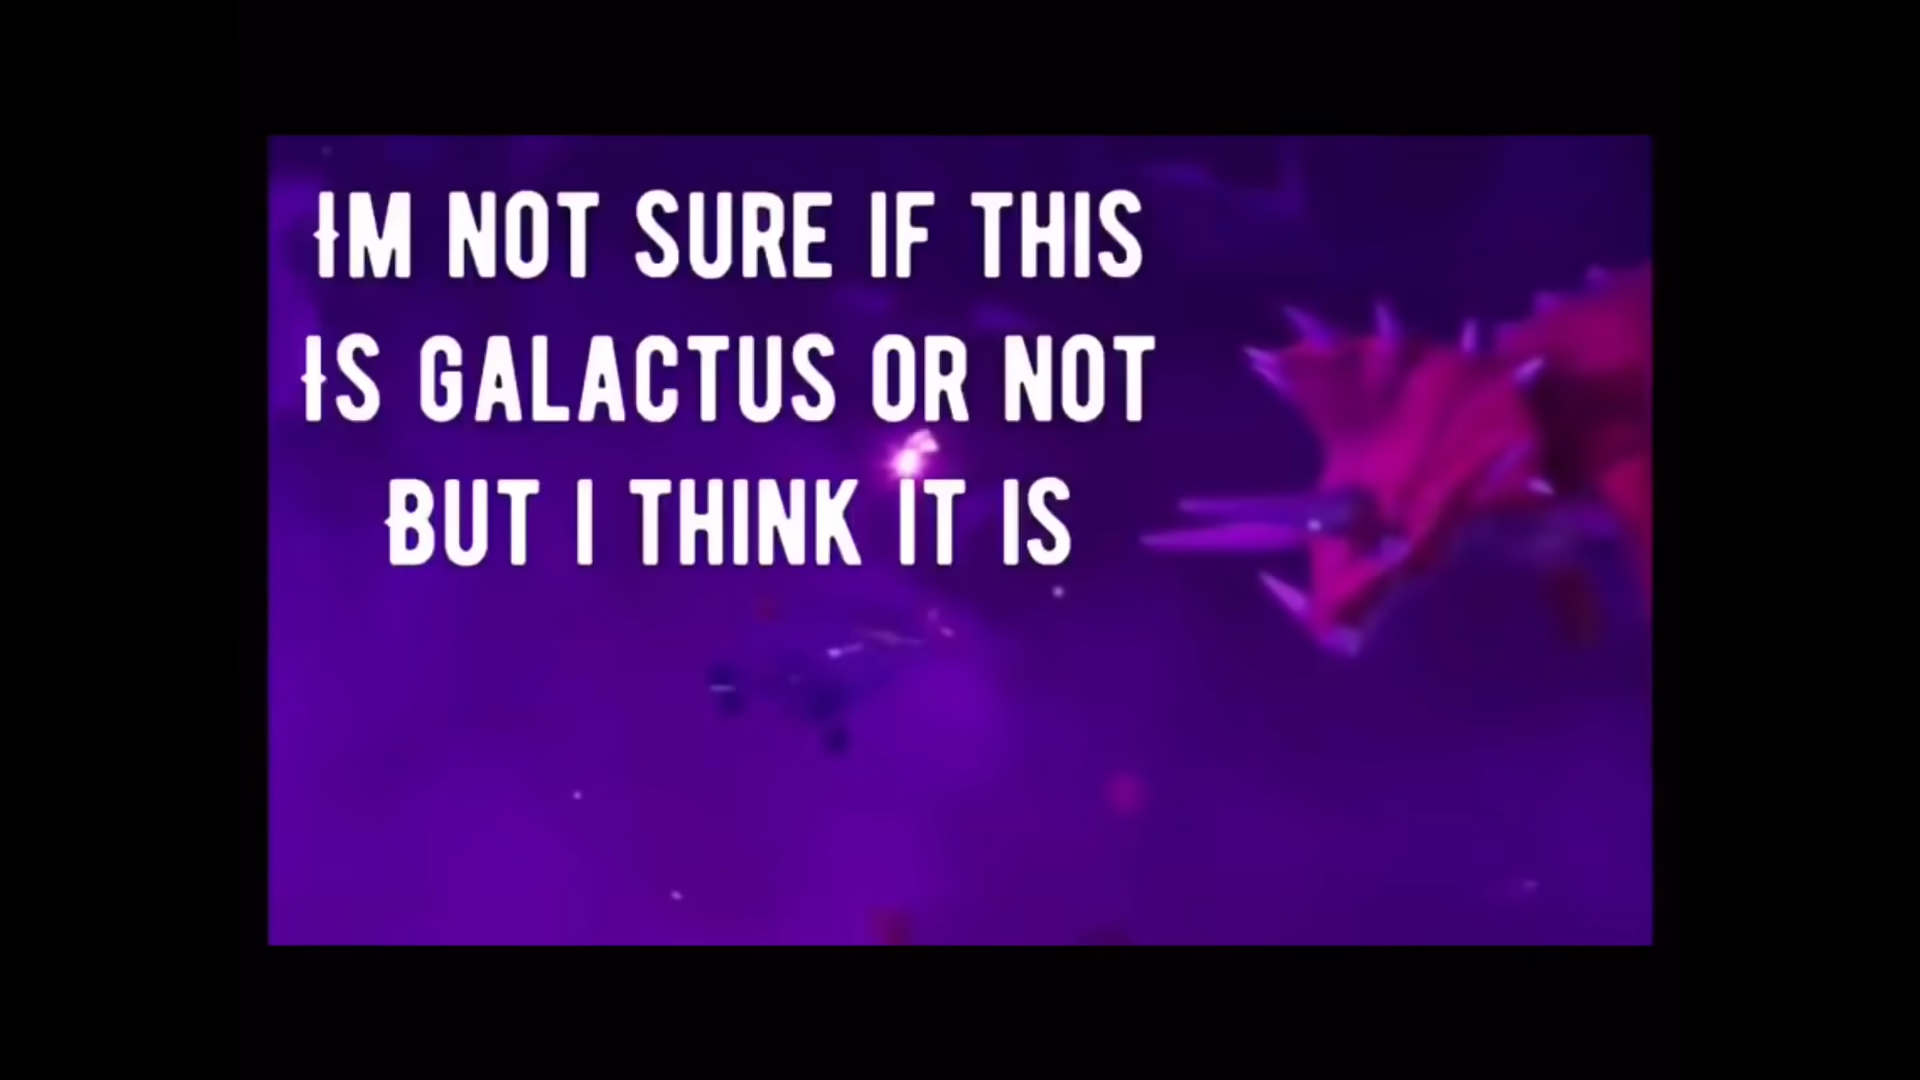 Im not sure if this
Is galactus or not
But i think it is